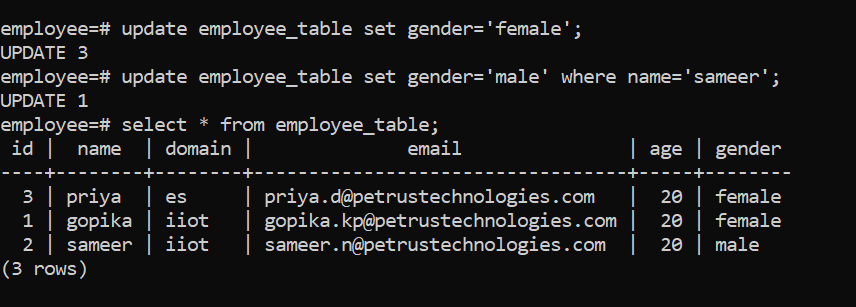 employee=# update employee_table set gender='female';
UPDATE 3
employee=# update employee_table set gender='male' where name='sameer';
UPDATE 1
employee=# select * from employee_table;
 id |  name  | domain |              email               | age | gender
----+--------+--------+----------------------------------+-----+--------
  3 | priya  | es     | priya.d@petrustechnologies.com   |  20 | female
  1 | gopika | iiot   | gopika.kp@petrustechnologies.com |  20 | female
  2 | sameer | iiot   | sameer.n@petrustechnologies.com  |  20 | male
(3 rows)